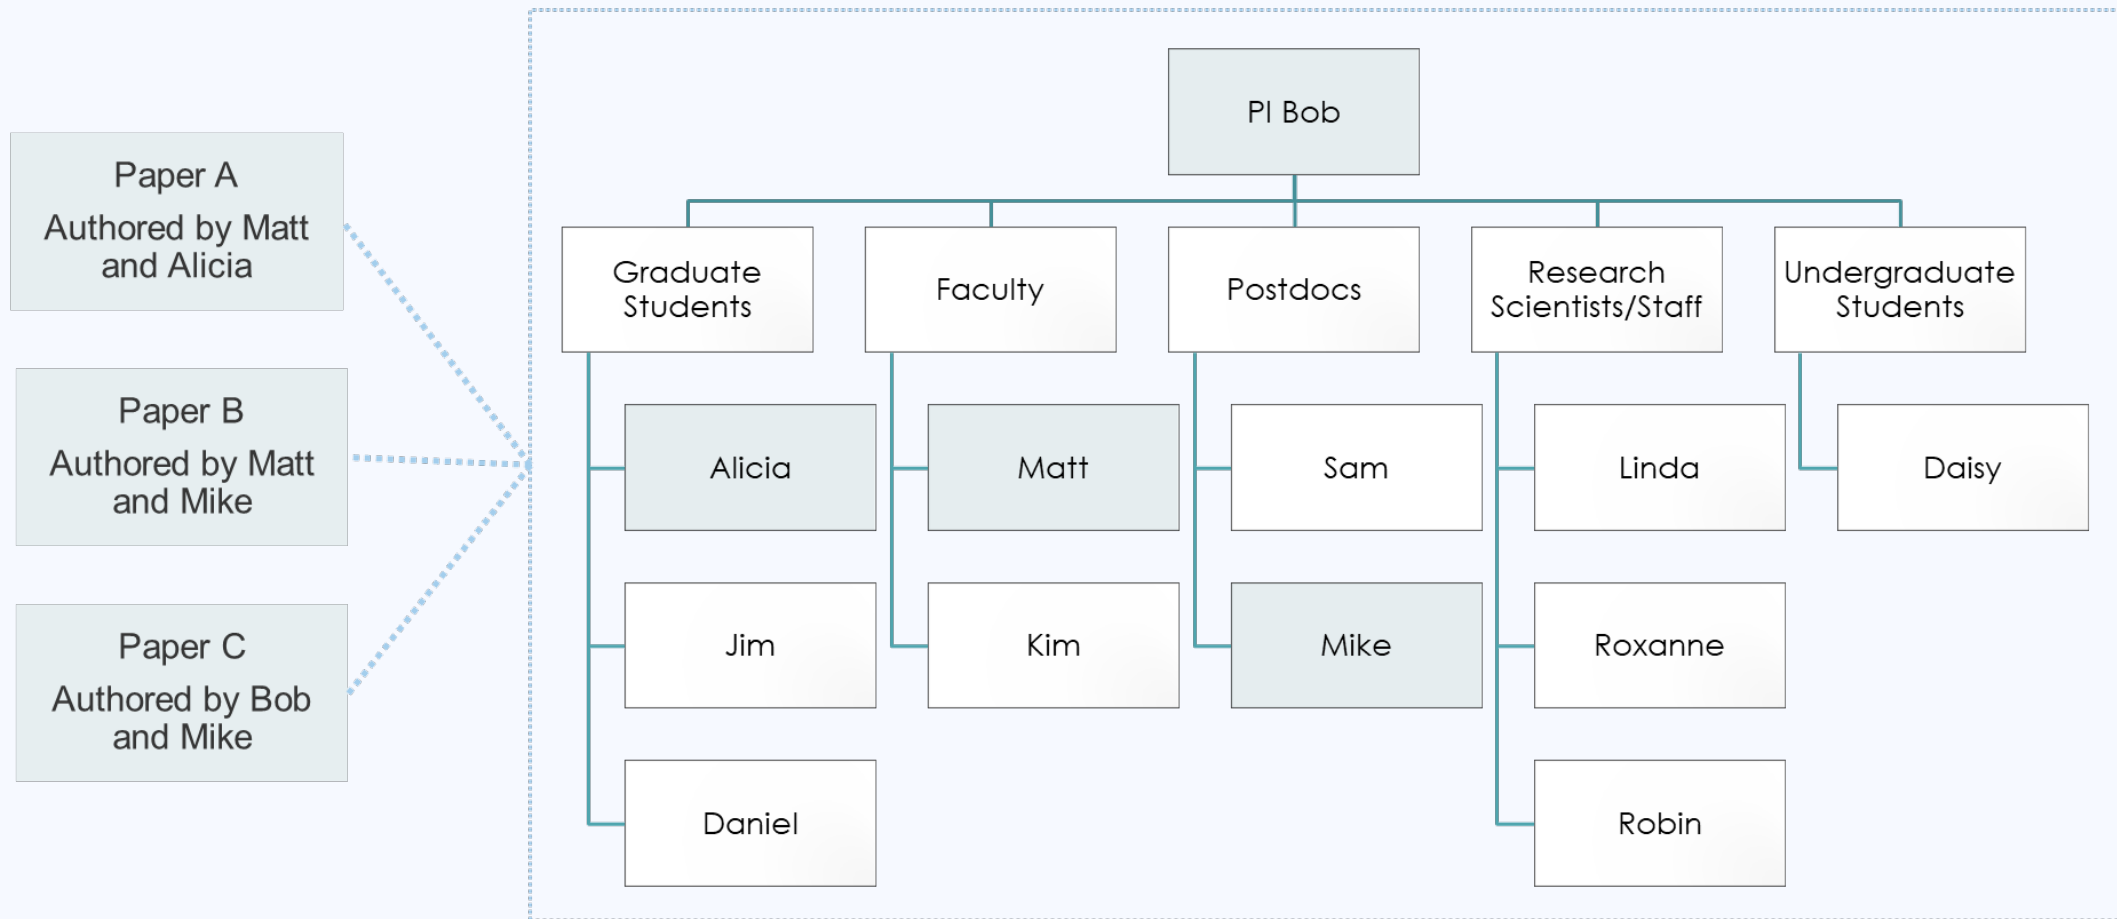 Paper A
Authored by Matt
and Alicia
Paper B
Authored by Matt
and Mike
Paper C
Authored by Bob
and Mike
PI Bob
Graduate
Students
Faculty
Postdocs
Research
Scientists/Staff
Undergraduate
Students
Alicia
Matt
Sam
Linda
Daisy
Jim
Kim
Mike
Roxanne
Daniel
Robin